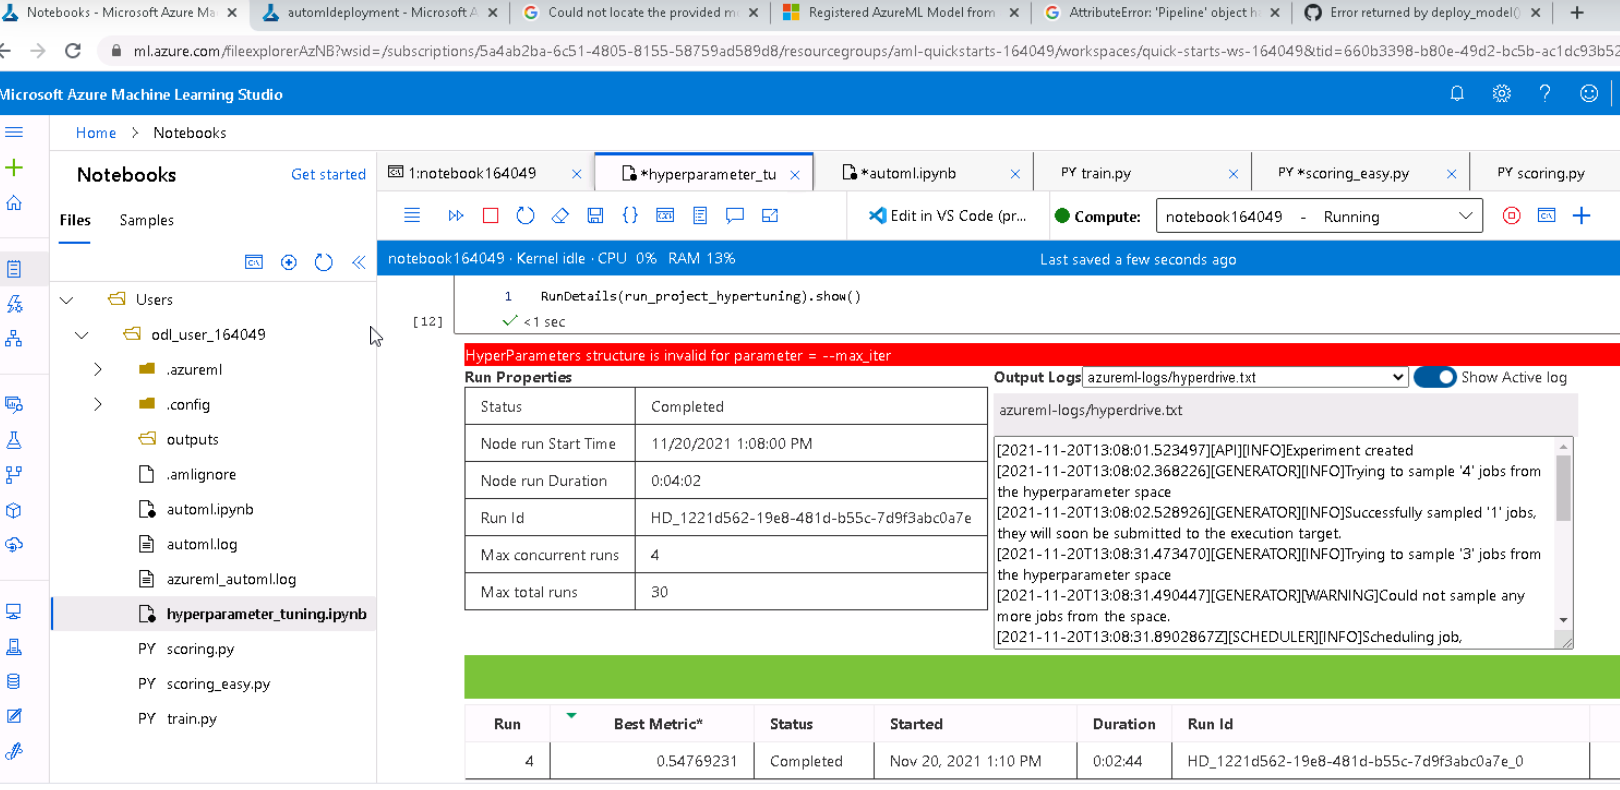 Notebooks - Microsoft Azure Ma
automldeployment - Microsoft A
Could not locate the provided m
Registered AzureML Model from
AttributeError: 'Pipeline' object h
Error returned by deploy_model()
ml.azure.com/fileexplorerAzNB?wsid=/subscriptions/5a4ab2ba-6c51-4805-8155-58759ad589d8/resourcegroups/aml-quickstarts-164049/workspaces/quick-starts-ws-164049&tid=660b3398-b80e-49d2-bc5b-ac1dc93b52
Microsoft Azure Machine Learning Studio
Home > Notebooks
Notebooks
Get started
Files
Samples
Users
odl_user_164049
.azureml
.config
outputs
.amlignore
automl.ipynb
automl.log
azureml_automl.log
hyperparameter_tuning.ipynb
PY scoring.py
PY scoring_easy.py
PY train.py
1:notebook164049
*hyperparameter_tu
*automl.ipynb
PY train.py
PY *scoring_easy.py
PY scoring.py
Edit in VS Code (pr...
Compute:
notebook164049 - Running
notebook164049 · Kernel idle · CPU 0% RAM 13%
Last saved a few seconds ago
1 RunDetails(run_project_hypertuning).show()
[12]
<1 sec
HyperParameters structure is invalid for parameter = --max_iter
Run Properties
Status Completed
Node run Start Time 11/20/2021 1:08:00 PM
Node run Duration 0:04:02
Run Id HD_1221d562-19e8-481d-b55c-7d9f3abc0a7e
Max concurrent runs 4
Max total runs 30
Output Logs azureml-logs/hyperdrive.txt
Show Active log
azureml-logs/hyperdrive.txt
[2021-11-20T13:08:01.523497][API][INFO]Experiment created
[2021-11-20T13:08:02.368226][GENERATOR][INFO]Trying to sample '4' jobs from
the hyperparameter space
[2021-11-20T13:08:02.528926][GENERATOR][INFO]Successfully sampled '1' jobs,
they will soon be submitted to the execution target.
[2021-11-20T13:08:31.473470][GENERATOR][INFO]Trying to sample '3' jobs from
the hyperparameter space
[2021-11-20T13:08:31.490447][GENERATOR][WARNING]Could not sample any
more jobs from the space.
[2021-11-20T13:08:31.8902867Z][SCHEDULER][INFO]Scheduling job,
Run Best Metric* Status Started Duration Run Id
4 0.54769231 Completed Nov 20, 2021 1:10 PM 0:02:44 HD_1221d562-19e8-481d-b55c-7d9f3abc0a7e_0